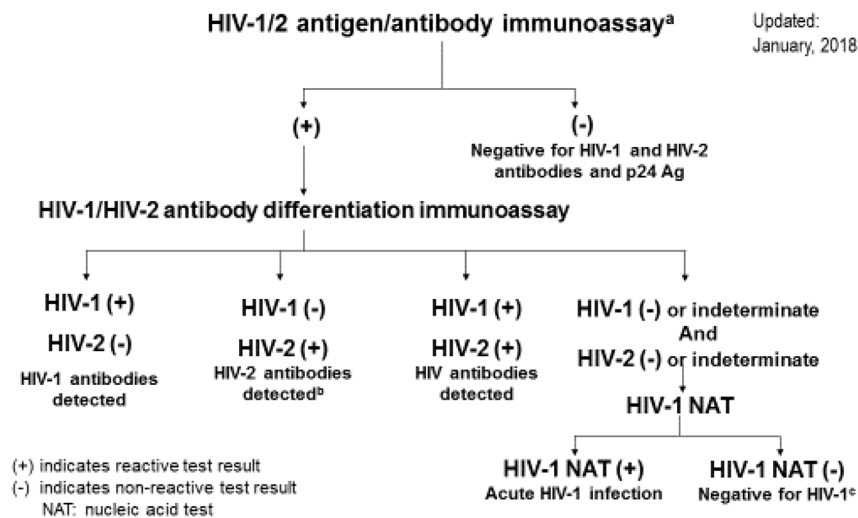 HIV-1/2 antigen/antibody immunoassayᵃ
Updated:
January, 2018
(+)
(-)
Negative for HIV-1 and HIV-2
antibodies and p24 Ag
HIV-1/HIV-2 antibody differentiation immunoassay
HIV-1 (+)
HIV-2 (-)
HIV-1 antibodies
detected
HIV-1 (-)
HIV-2 (+)
HIV-2 antibodies
detectedᵇ
HIV-1 (+)
HIV-2 (+)
HIV antibodies
detected
HIV-1 (-) or indeterminate
And
HIV-2 (-) or indeterminate
HIV-1 NAT
HIV-1 NAT (+)
Acute HIV-1 infection
HIV-1 NAT (-)
Negative for HIV-1ᶜ
(+) indicates reactive test result
(-) indicates non-reactive test result
NAT: nucleic acid test